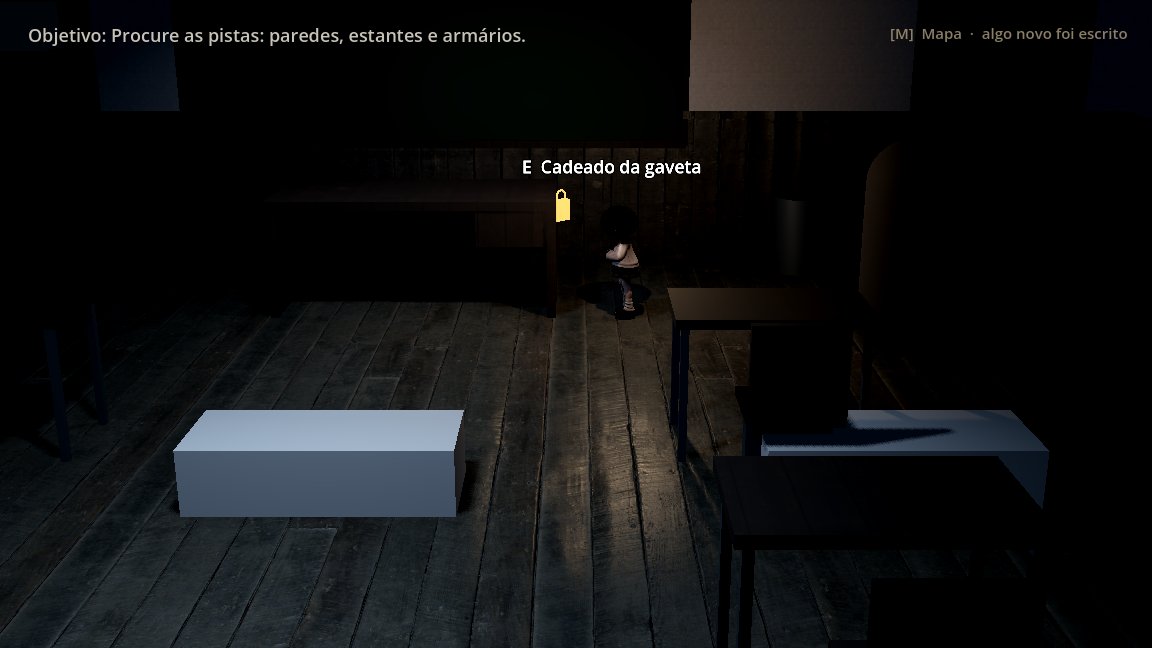 Objetivo: Procure as pistas: paredes, estantes e armários.
[M] Mapa · algo novo foi escrito
E Cadeado da gaveta